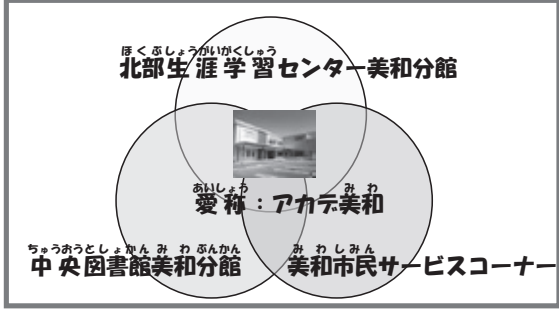 ほくぶしょうがいがくしゅう
北部生涯学習センター美和分館
あいしょう み わ
愛称：アカデ美和
ちゅうおうとしょかん み わ ぶんかん
中央図書館美和分館
み わ し みん
美和市民サービスコーナー